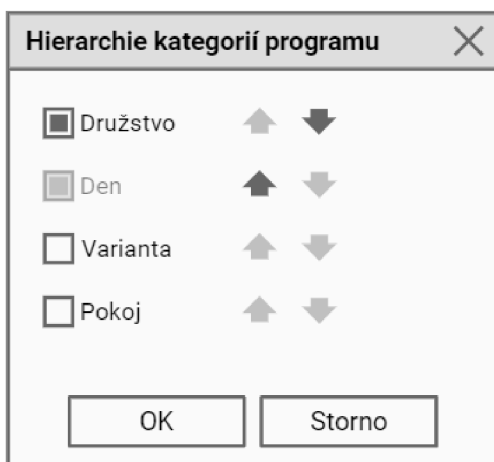 Hierarchie kategorií programu
Družstvo
Den
Varianta
Pokoj
OK Storno